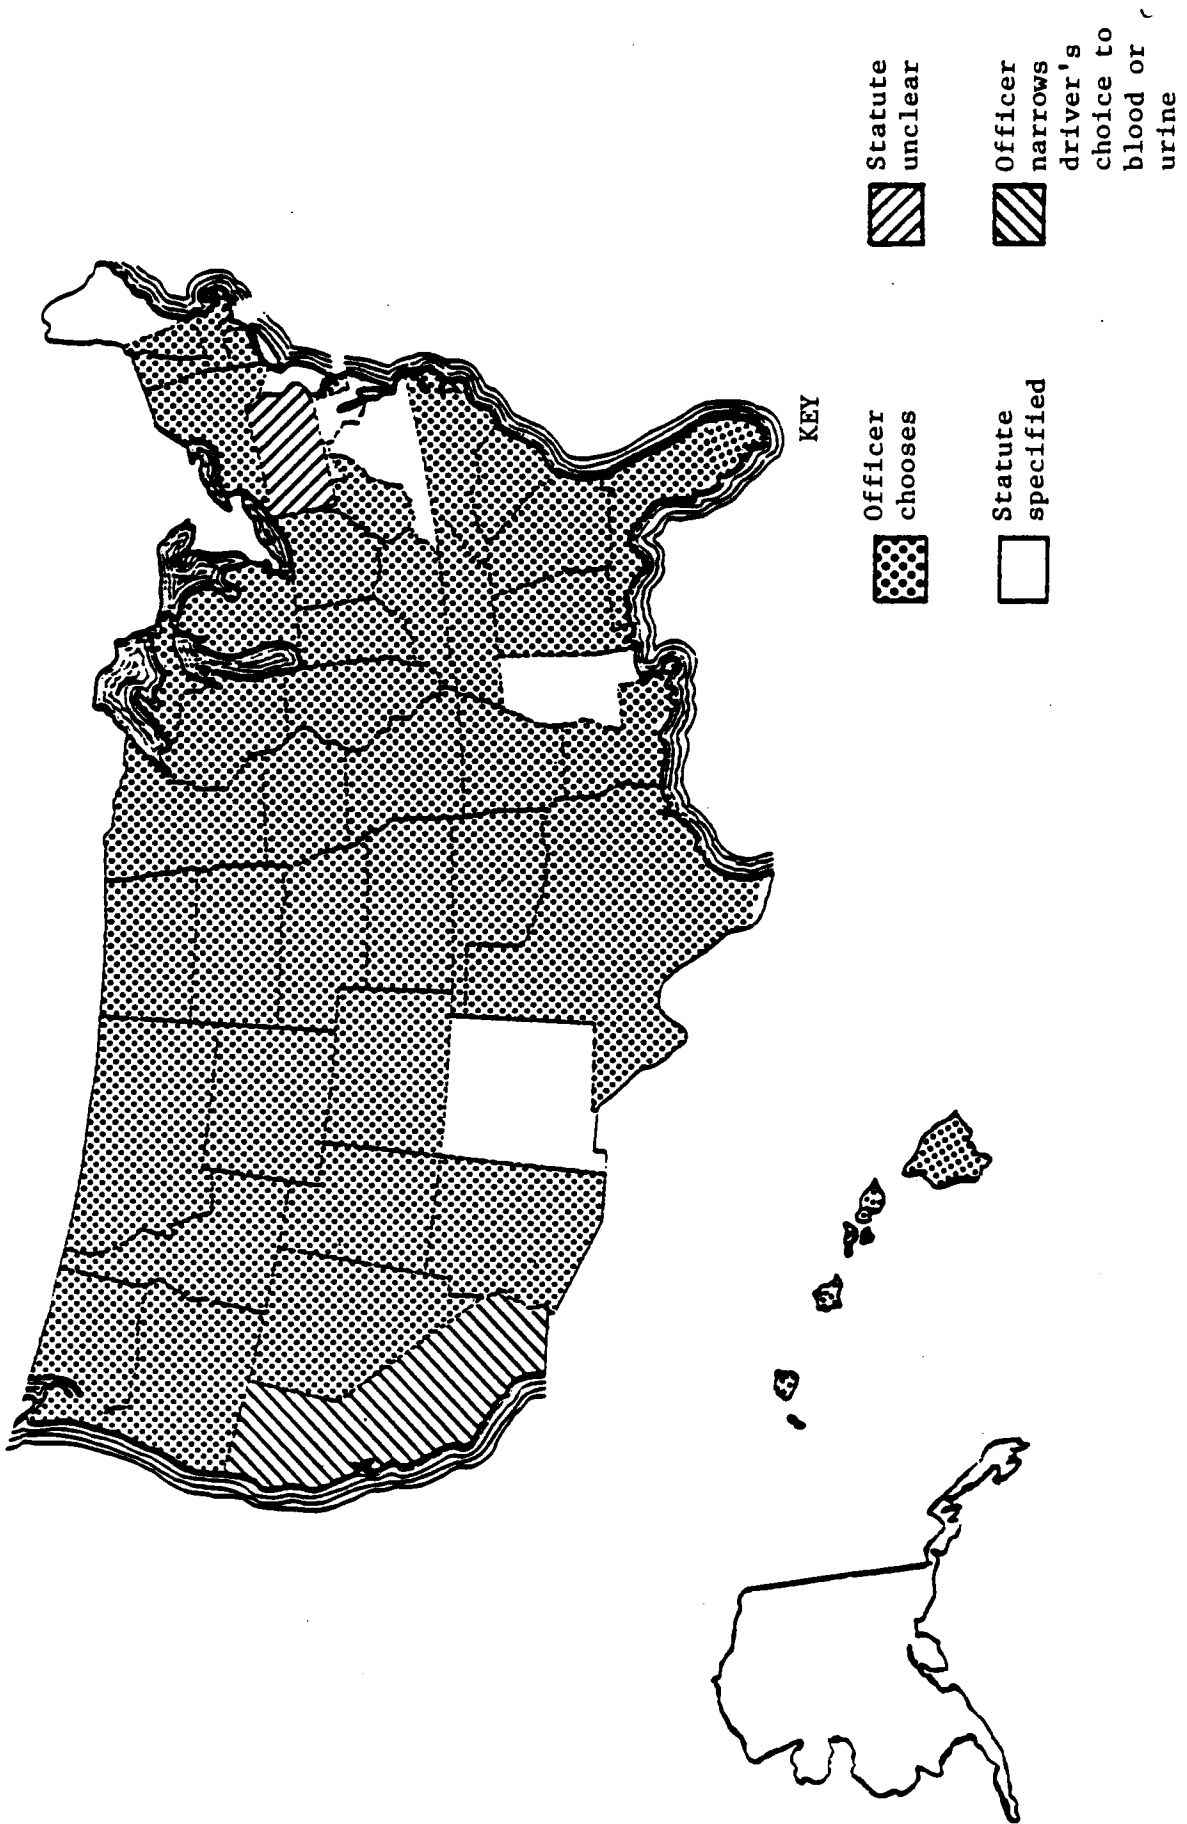 KEY
Officer
chooses
Statute
specified
Statute
unclear
Officer
narrows
driver's
choice to
blood or
urine